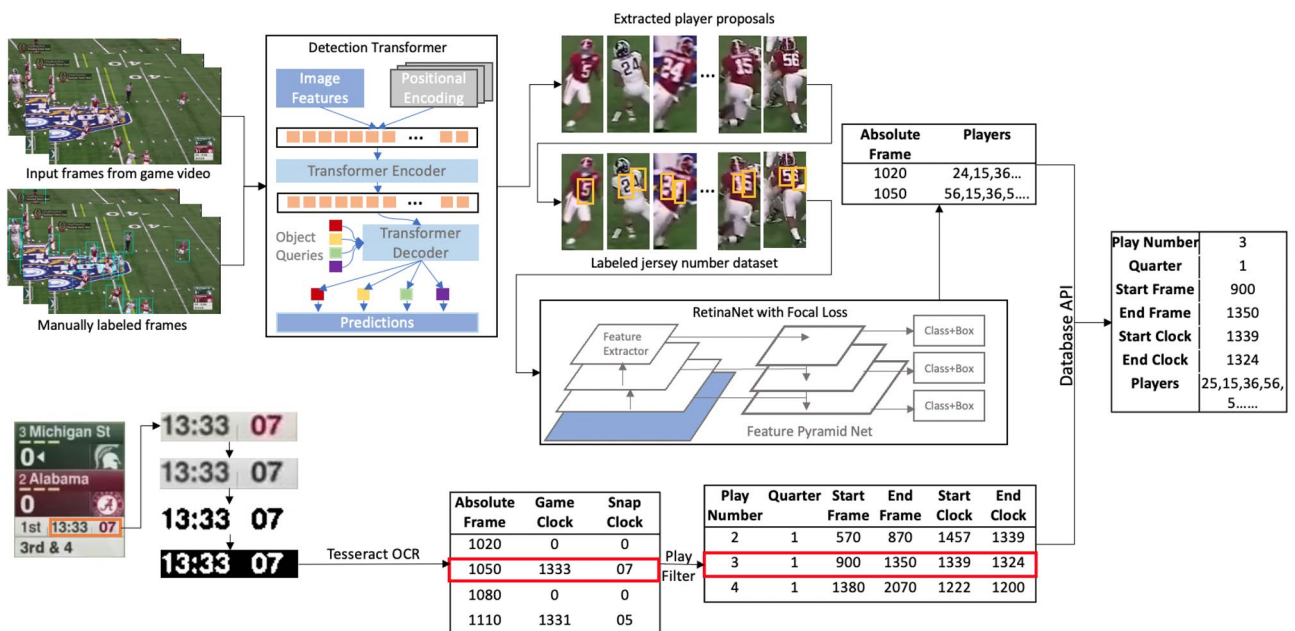 Extracted player proposals
Detection Transformer
Image
Features
Positional
Encoding
...
Transformer Encoder
...
Object
Queries
Transformer
Decoder
Predictions
Input frames from game video
Manually labeled frames
5
24
24
...
15
56
5
...
Labeled jersey number dataset
Absolute Frame Players
1020 24,15,36...
1050 56,15,36,5....
RetinaNet with Focal Loss
Feature
Extractor
Class+Box
Class+Box
Class+Box
Feature Pyramid Net
Database API
Play Number 3
Quarter 1
Start Frame 900
End Frame 1350
Start Clock 1339
End Clock 1324
Players 25,15,36,56,
5......
3 Michigan St
0
2 Alabama
0
1st 13:33 07
3rd & 4
13:33 07
13:33 07
13:33 07
13:33 07
Tesseract OCR
Absolute Frame Game Clock Snap Clock
1020 0 0
1050 1333 07
1080 0 0
1110 1331 05
Play
Filter
Play Number Quarter Start Frame End Frame Start Clock End Clock
2 1 570 870 1457 1339
3 1 900 1350 1339 1324
4 1 1380 2070 1222 1200